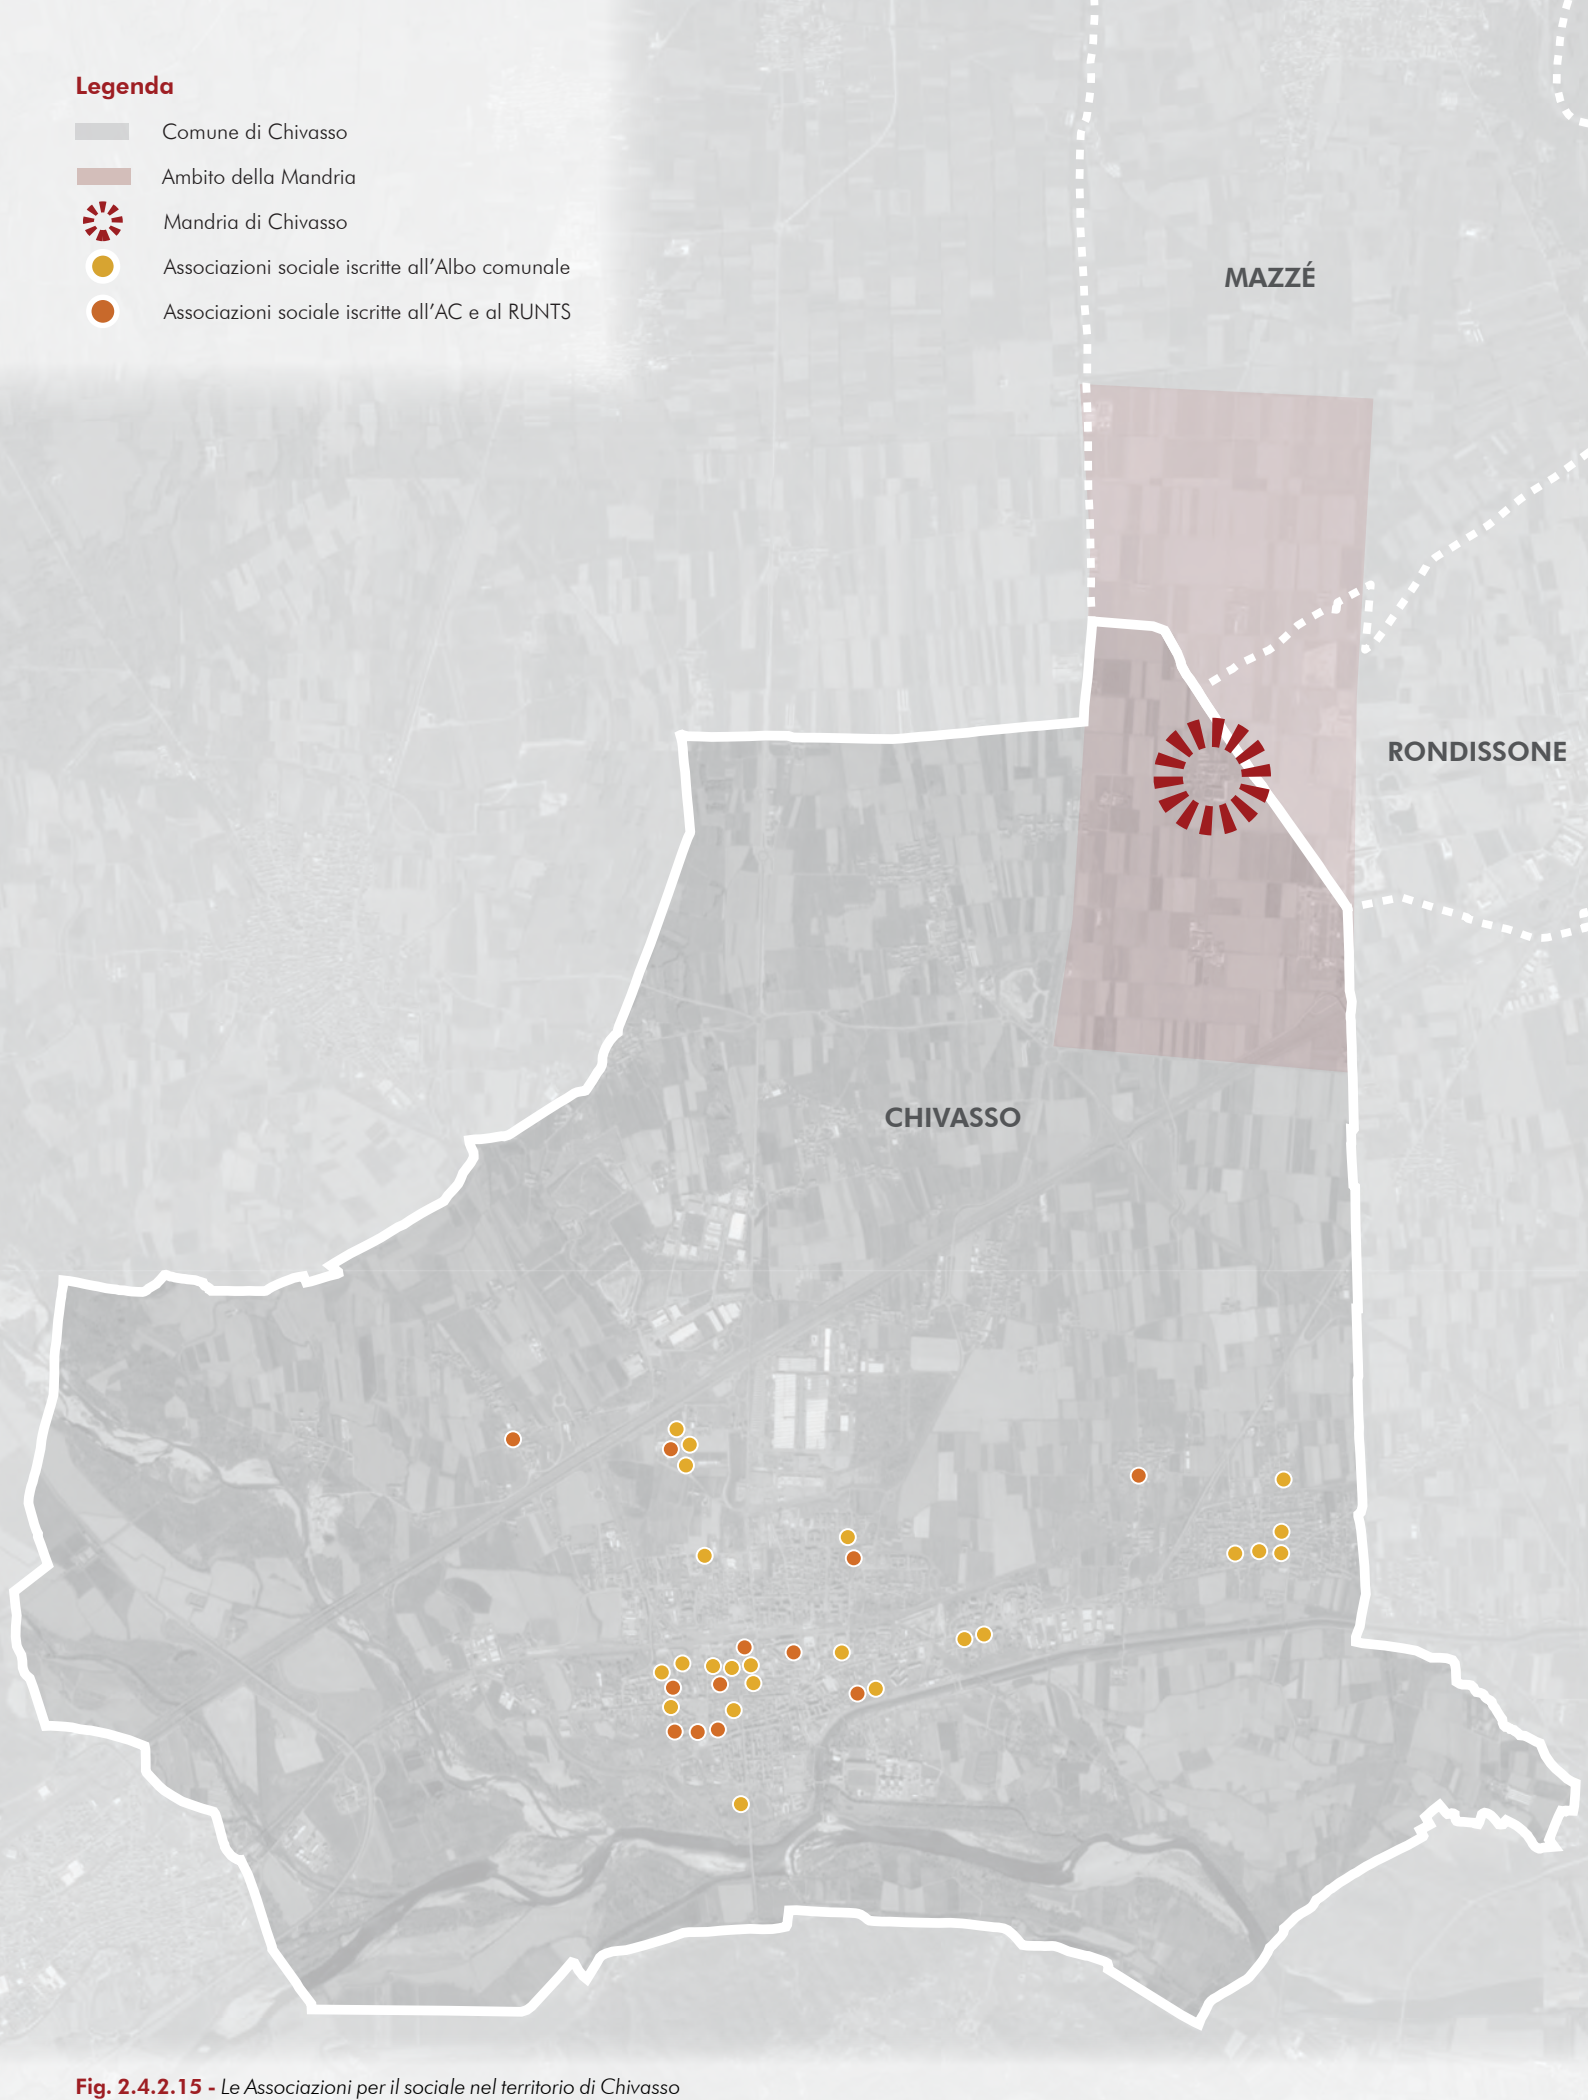 Legenda
Comune di Chivasso
Ambito della Mandria
Mandria di Chivasso
Associazioni sociale iscritte all'Albo comunale
Associazioni sociale iscritte all'AC e al RUNTS
MAZZÉ
RONDISSONE
CHIVASSO
Fig. 2.4.2.15 - Le Associazioni per il sociale nel territorio di Chivasso